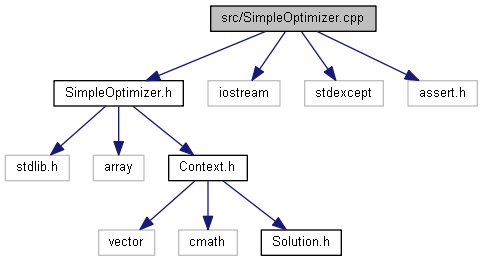 src/SimpleOptimizer.cpp
SimpleOptimizer.h
iostream
stdexcept
assert.h
stdlib.h
array
Context.h
vector
cmath
Solution.h